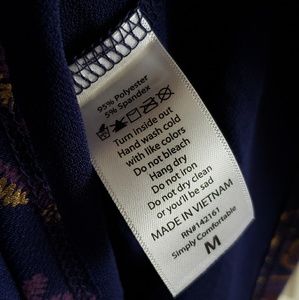 95% Polyester
5% Spandex
Turn inside out
Hand wash cold
with like colors
Do not bleach
Hang dry
Do not iron
Do not dry clean
or you'll be sad
MADE IN VIETNAM
RN#142161
Simply Comfortable
M